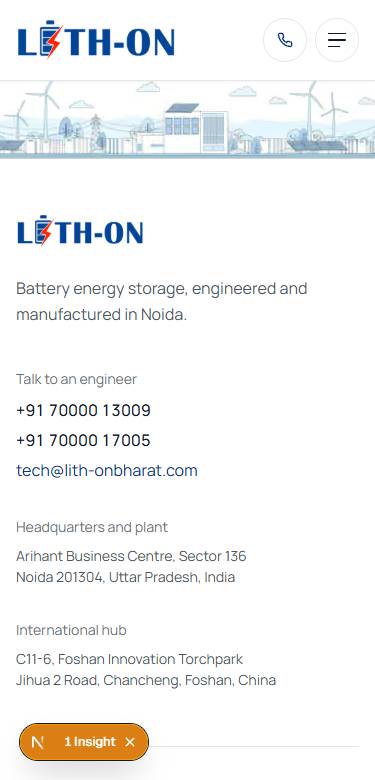 LITH-ON
LITH-ON
Battery energy storage, engineered and
manufactured in Noida.
Talk to an engineer
+91 70000 13009
+91 70000 17005
tech@lith-onbharat.com
Headquarters and plant
Arihant Business Centre, Sector 136
Noida 201304, Uttar Pradesh, India
International hub
C11-6, Foshan Innovation Torchpark
Jihua 2 Road, Chancheng, Foshan, China
N 1 Insight ×